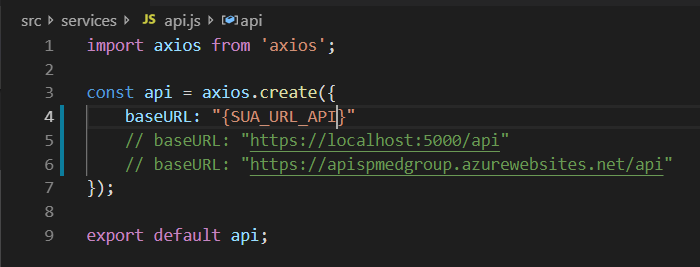 src > services > JS api.js > api
1 import axios from 'axios';
2
3 const api = axios.create({
4 baseURL: "{SUA_URL_API}"
5 // baseURL: "https://localhost:5000/api"
6 // baseURL: "https://apispmedgroup.azurewebsites.net/api"
7 });
8
9 export default api;